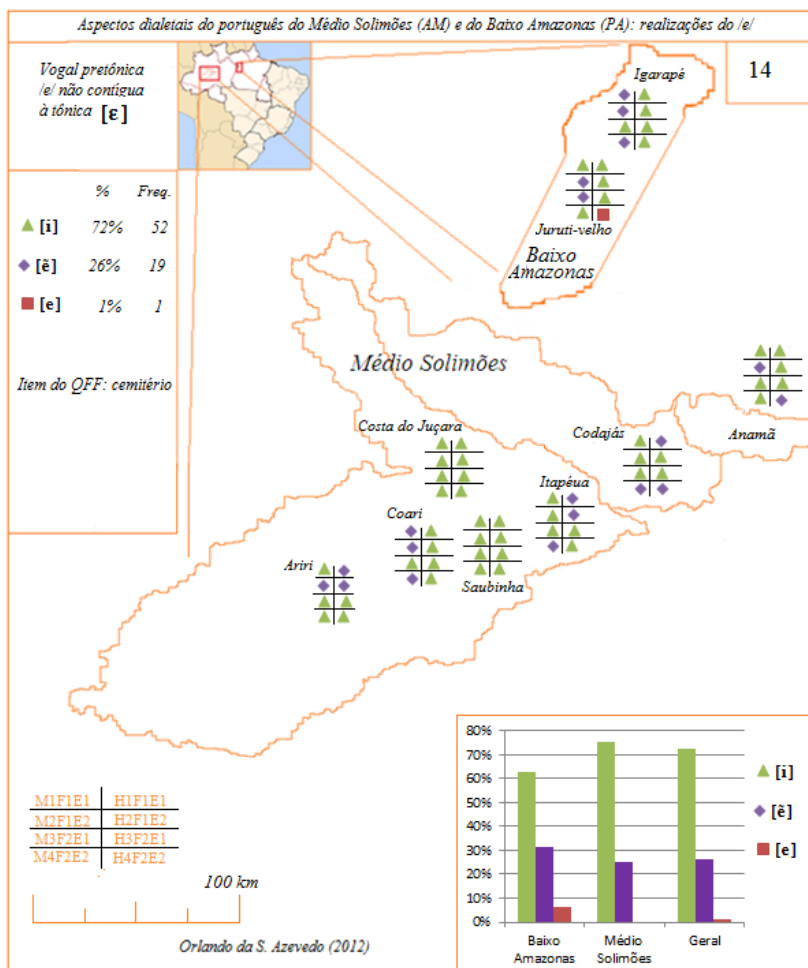 Aspectos dialetais do português do Médio Solimões (AM) e do Baixo Amazonas (PA): realizações do /e/
Vogal pretônica
/e/ não contígua
à tônica [ɛ]
14
% Freq.
[i] 72% 52
[ẽ] 26% 19
[e] 1% 1
Item do QFF: cemitério
Igarapé
Juruti-velho
Baixo
Amazonas
Médio Solimões
Costa do Juçara
Codajás
Anamã
Itapéua
Coari
Saubinha
Ariri
M1F1E1 H1F1E1
M2F1E2 H2F1E2
M3F2E1 H3F2E1
M4F2E2 H4F2E2
100 km
Orlando da S. Azevedo (2012)
80%
70%
60%
50%
40%
30%
20%
10%
0%
Baixo
Amazonas
Médio
Solimões
Geral
[i]
[ẽ]
[e]